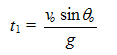 t₁ = v₀ sin θ₀ / g